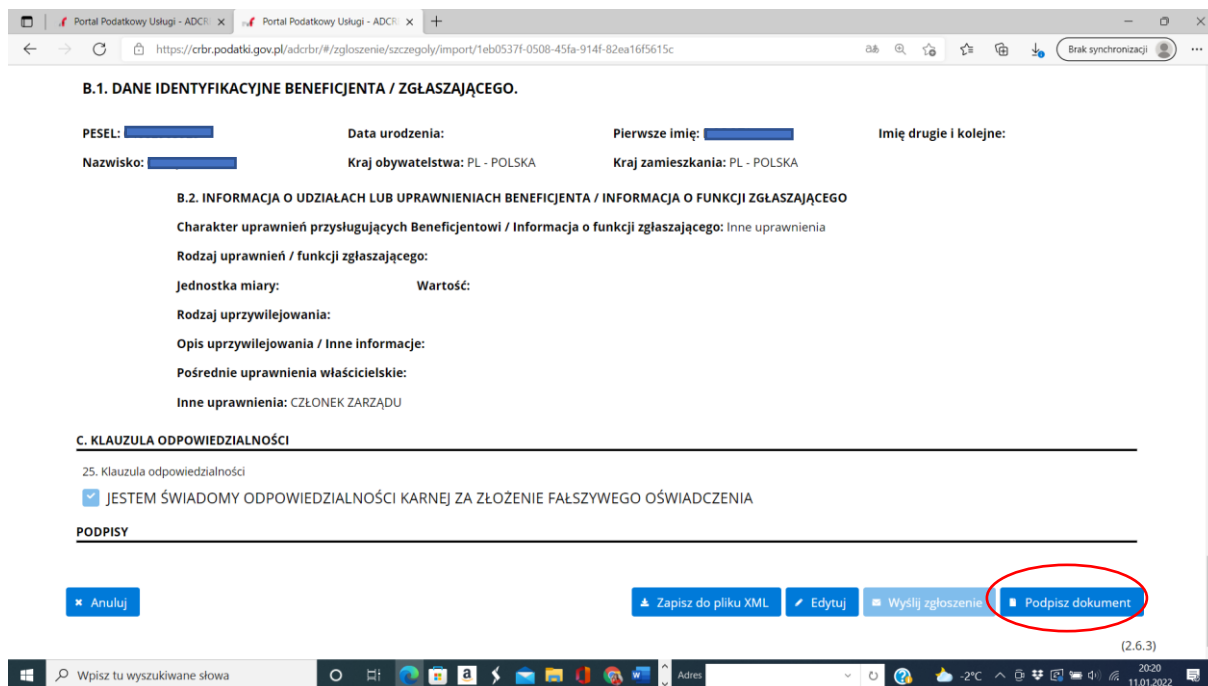 Portal Podatkowy Usługi - ADCR
Portal Podatkowy Usługi - ADCR
https://crbr.podatki.gov.pl/adcrbr/#/zgloszenie/szczegoly/import/1eb0537f-0508-45fa-914f-82ea16f5615c
Brak synchronizacji
B.1. DANE IDENTYFIKACYJNE BENEFICJENTA / ZGŁASZAJĄCEGO.
PESEL: Data urodzenia: Pierwsze imię: Imię drugie i kolejne:
Nazwisko: Kraj obywatelstwa: PL - POLSKA Kraj zamieszkania: PL - POLSKA
B.2. INFORMACJA O UDZIAŁACH LUB UPRAWNIENIACH BENEFICJENTA / INFORMACJA O FUNKCJI ZGŁASZAJĄCEGO
Charakter uprawnień przysługujących Beneficjentowi / Informacja o funkcji zgłaszającego: Inne uprawnienia
Rodzaj uprawnień / funkcji zgłaszającego:
Jednostka miary: Wartość:
Rodzaj uprzywilejowania:
Opis uprzywilejowania / Inne informacje:
Pośrednie uprawnienia właścicielskie:
Inne uprawnienia: CZŁONEK ZARZĄDU
C. KLAUZULA ODPOWIEDZIALNOŚCI
25. Klauzula odpowiedzialności
JESTEM ŚWIADOMY ODPOWIEDZIALNOŚCI KARNEJ ZA ZŁOŻENIE FAŁSZYWEGO OŚWIADCZENIA
PODPISY
Anuluj Zapisz do pliku XML Edytuj Wyślij zgłoszenie Podpisz dokument
(2.6.3)
Wpisz tu wyszukiwane słowa Adres -2°C 20:20
11.01.2022